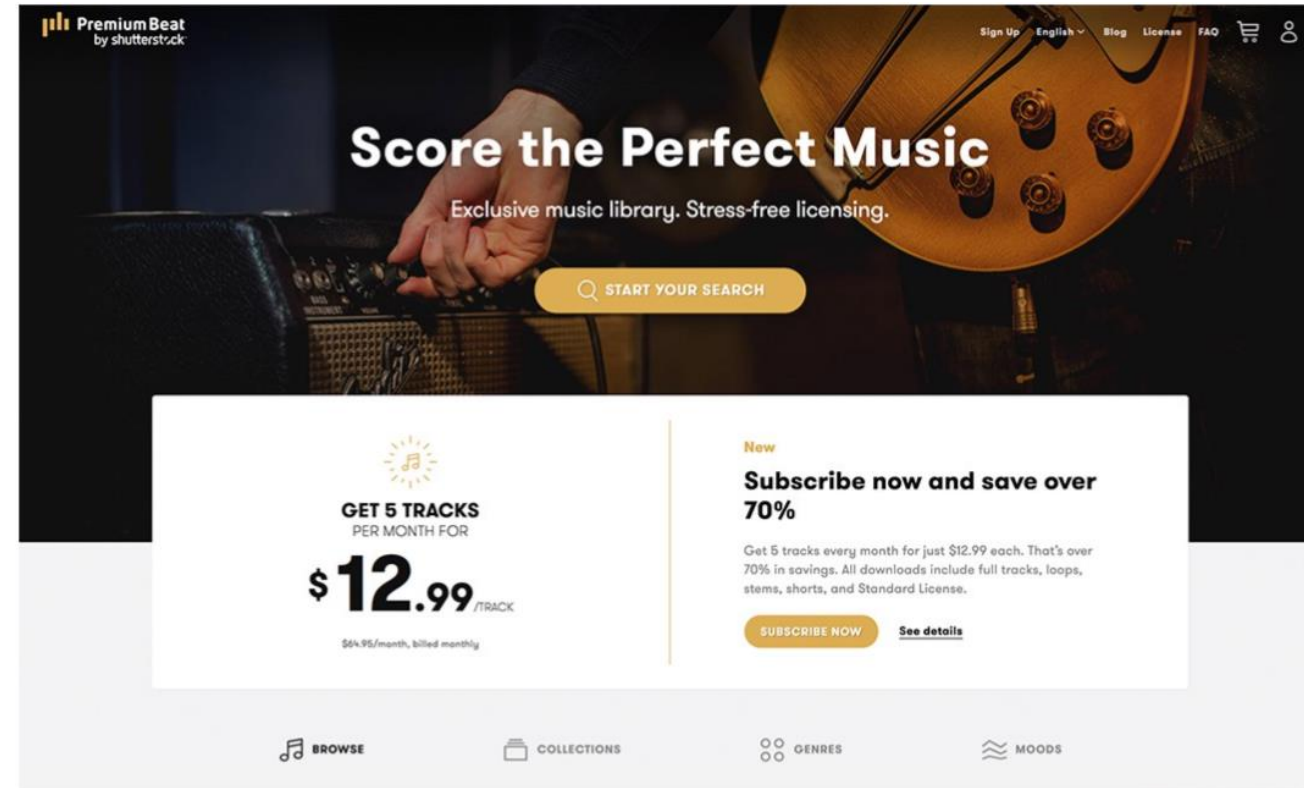 PremiumBeat
by shutterstock
Sign Up English Blog License FAQ
Score the Perfect Music
Exclusive music library. Stress-free licensing.
START YOUR SEARCH
BASS
INSTRUMENT
GET 5 TRACKS
PER MONTH FOR
$12.99/TRACK
$64.95/month, billed monthly
New
Subscribe now and save over
70%
Get 5 tracks every month for just $12.99 each. That's over
70% in savings. All downloads include full tracks, loops,
stems, shorts, and Standard License.
SUBSCRIBE NOW See details
BROWSE COLLECTIONS GENRES MOODS